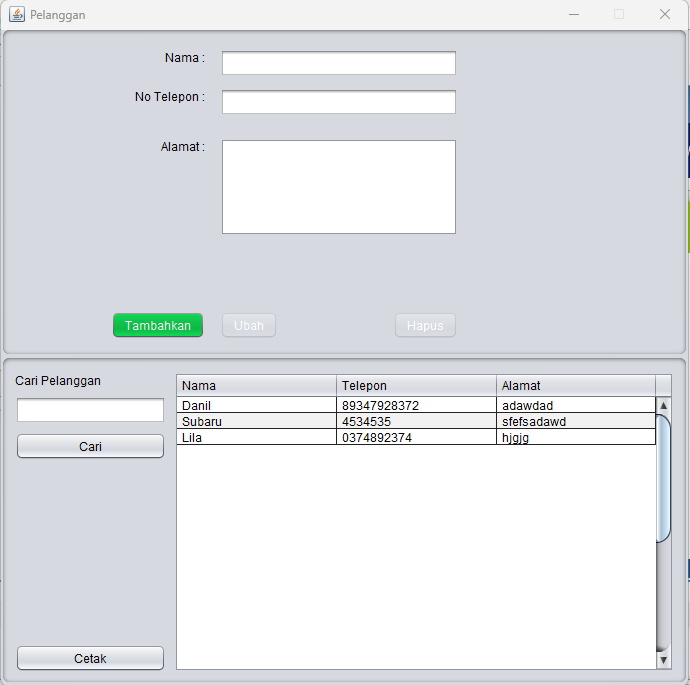 Pelanggan
Nama :
No Telepon :
Alamat :
Tambahkan Ubah Hapus
Cari Pelanggan
Cari
Cetak
Nama Telepon Alamat
Danil 89347928372 adawdad
Subaru 4534535 sfefsadawd
Lila 0374892374 hjgjg